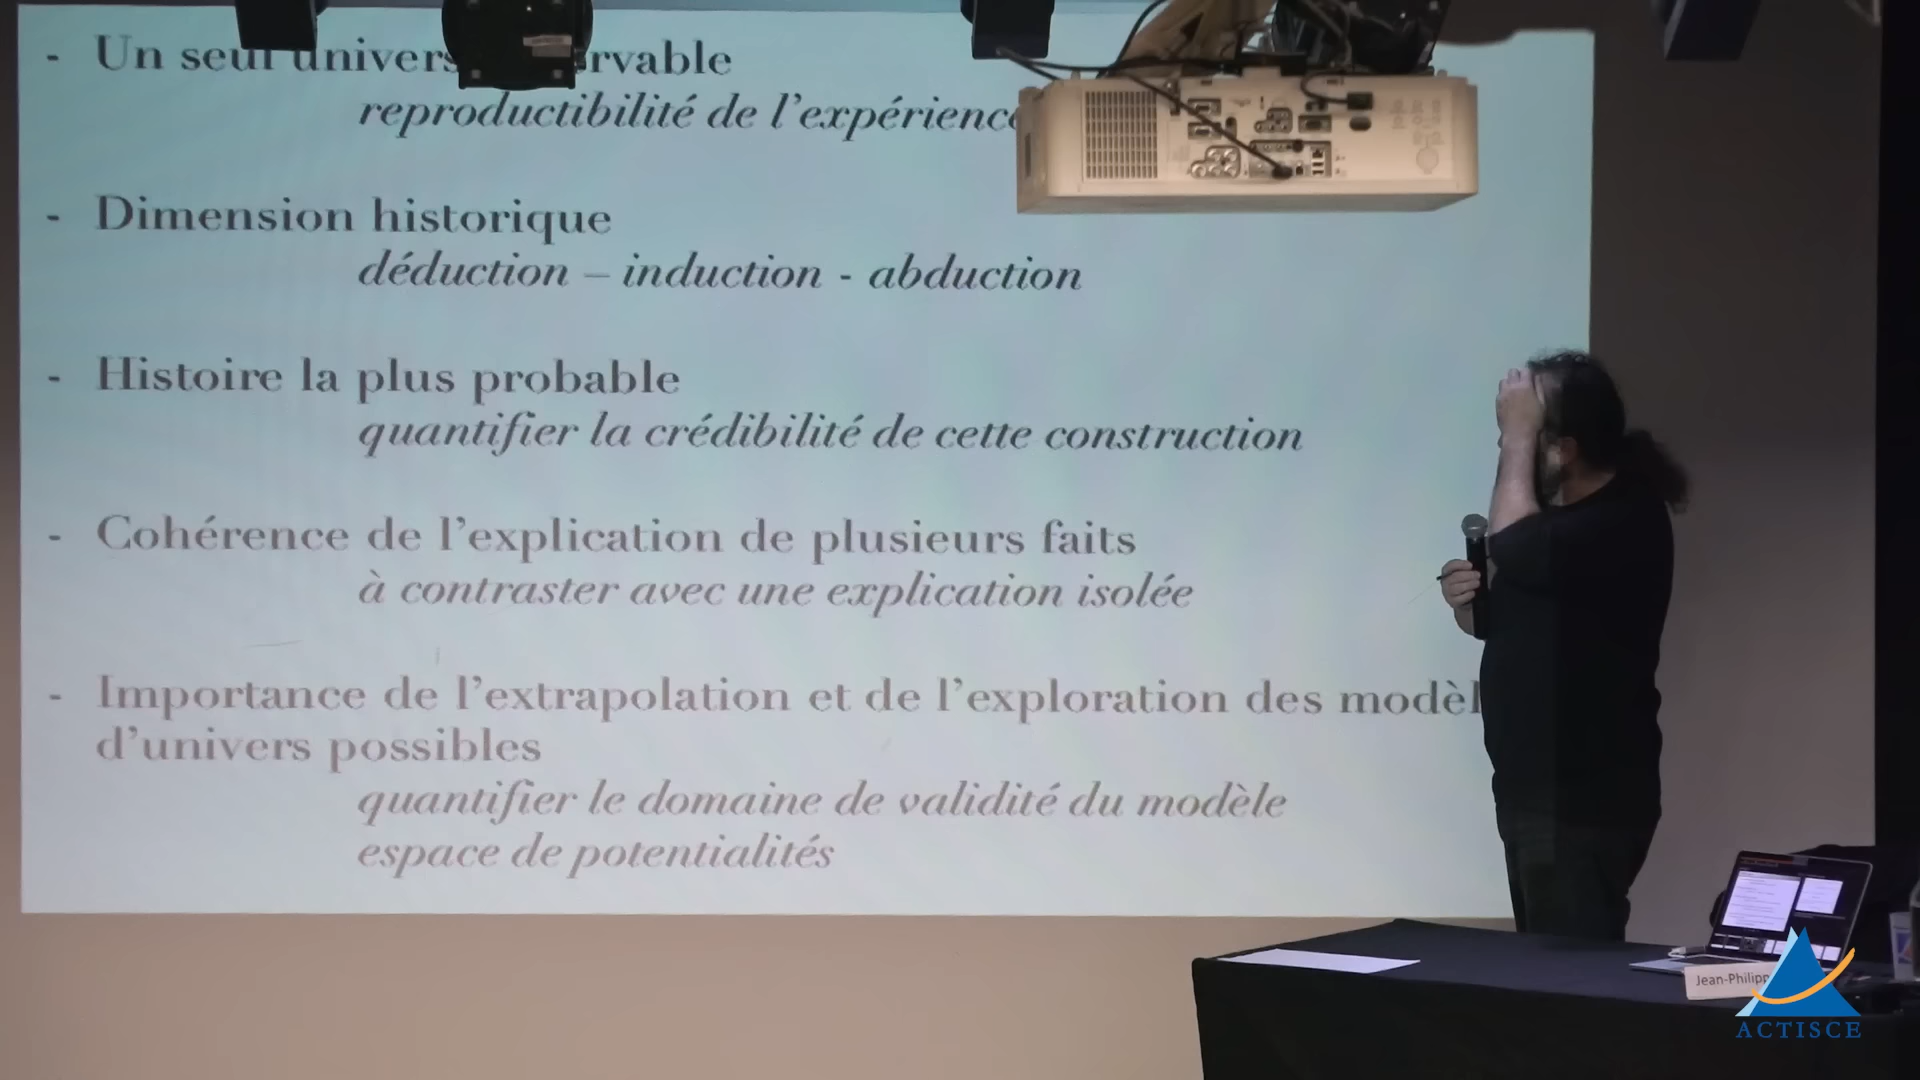 - Un seul univers
reproductibilité de l'expérience
- Dimension historique
déduction – induction - abduction
- Histoire la plus probable
quantifier la crédibilité de cette construction
- Cohérence de l'explication de plusieurs faits
à contraster avec une explication isolée
- Importance de l'extrapolation et de l'exploration des
d'univers possibles
quantifier le domaine de validité du modèle
espace de potentialités
ACTISCE